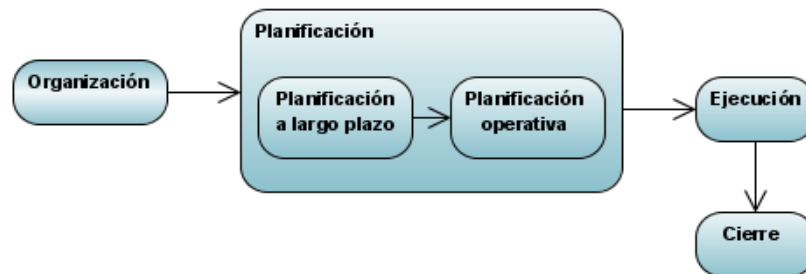 Planificación
Organización
Planificación
a largo plazo
Planificación
operativa
Ejecución
Cierre